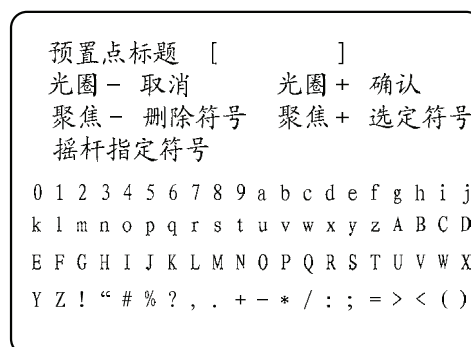 预置点标题 [ ]
光圈－ 取消 光圈＋ 确认
聚焦－ 删除符号 聚焦＋ 选定符号
摇杆指定符号
0 1 2 3 4 5 6 7 8 9 a b c d e f g h i j
k l m n o p q r s t u v w x y z A B C D
E F G H I J K L M N O P Q R S T U V W X
Y Z ! “ # % ? , . + - * / : ; = > < ( )